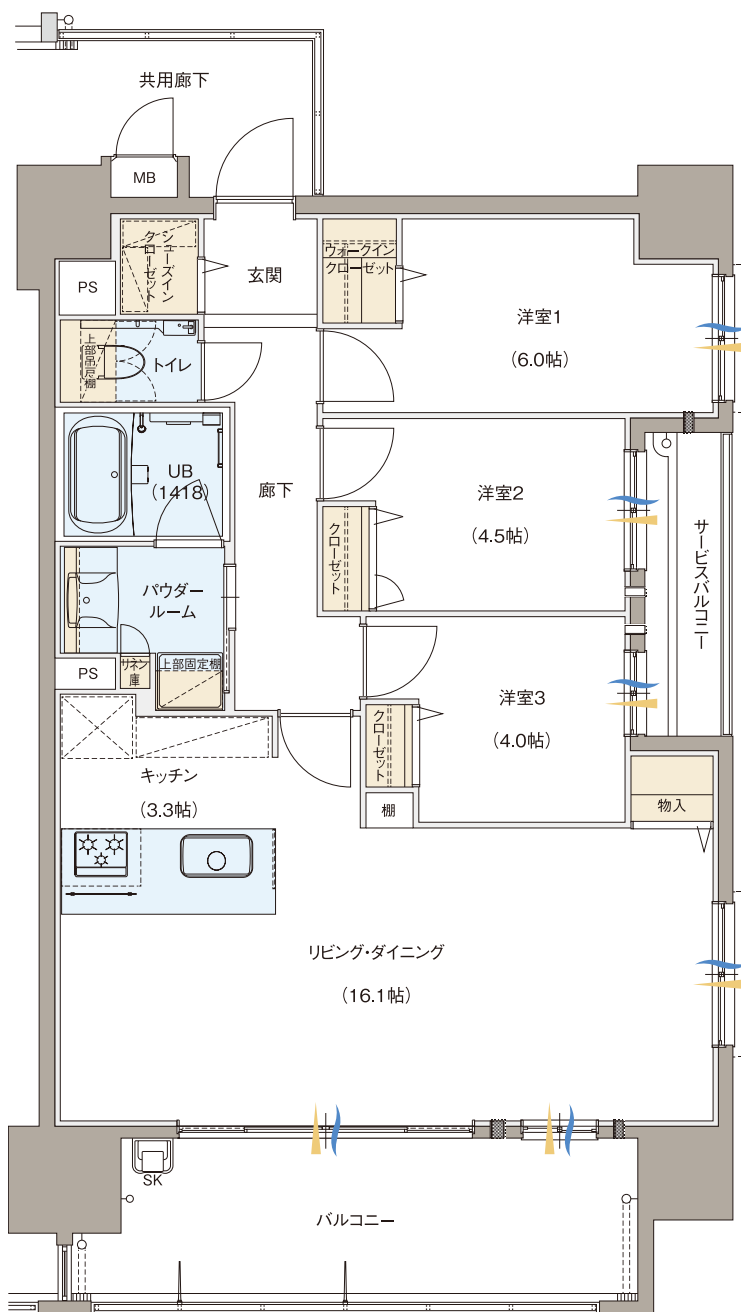 共用廊下
MB
シューズイン
クローゼット
玄関
ウォークイン
クローゼット
PS
洋室1
(6.0帖)
上部吊戸棚
トイレ
UB
(1418)
廊下
洋室2
(4.5帖)
クローゼット
サービスバルコニー
パウダー
ルーム
PS
リネン
庫
上部固定棚
洋室3
(4.0帖)
クローゼット
キッチン
(3.3帖)
棚
物入
リビング・ダイニング
(16.1帖)
SK
バルコニー